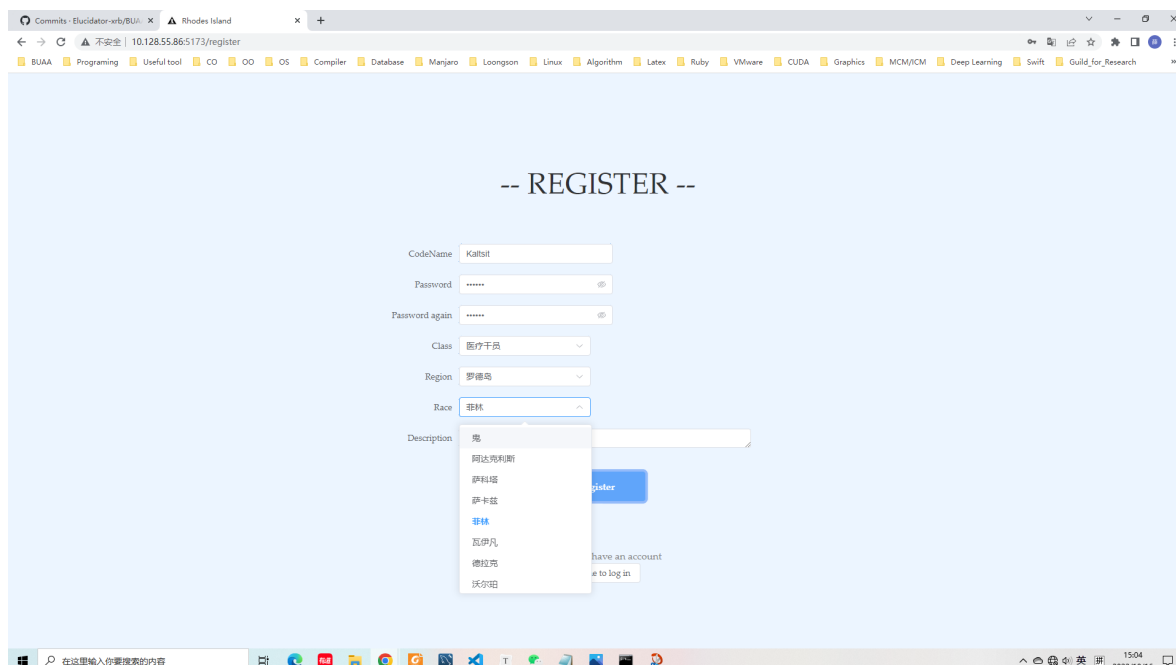 Commits · Elucidator-xrb/BUA
Rhodes Island
不安全 | 10.128.55.86:5173/register
BUAA Programing Useful tool CO OO OS Compiler Database Manjaro Loongson Linux Algorithm Latex Ruby VMware CUDA Graphics MCM/ICM Deep Learning Swift Guild_for_Research »
-- REGISTER --
CodeName Kaltsit
Password ······
Password again ······
Class 医疗干员
Region 罗德岛
Race 菲林
Description
鬼
阿达克利斯
萨科塔
萨卡兹
菲林
瓦伊凡
德拉克
沃尔珀
gister
have an account
e to log in
在这里输入你要搜索的内容
英 拼 15:04